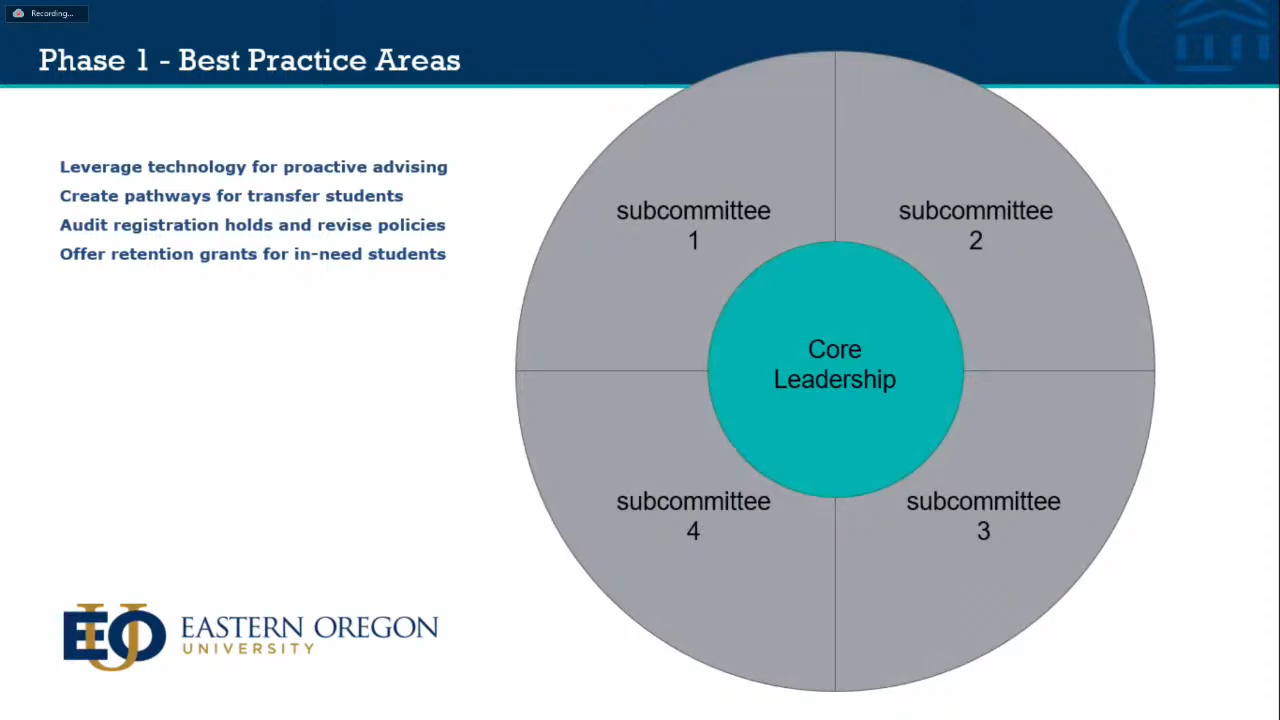 Recording...
Phase 1 - Best Practice Areas
Leverage technology for proactive advising
Create pathways for transfer students
Audit registration holds and revise policies
Offer retention grants for in-need students
subcommittee
1
subcommittee
2
Core
Leadership
subcommittee
4
subcommittee
3
EOU
EASTERN OREGON
UNIVERSITY